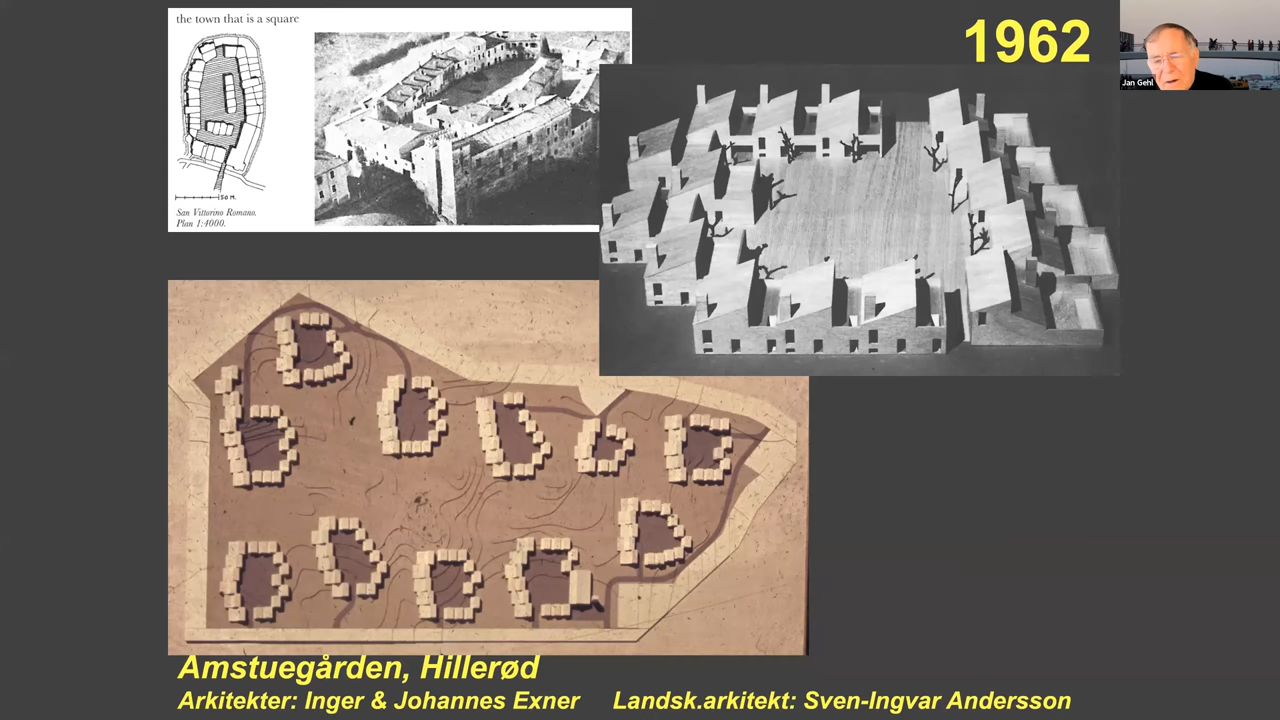 the town that is a square
1962
Jan Gehl
50 M.
San Vittorino Romano.
Plan 1:4000.
Amstuegården, Hillerød
Arkitekter: Inger & Johannes Exner Landsk.arkitekt: Sven-Ingvar Andersson